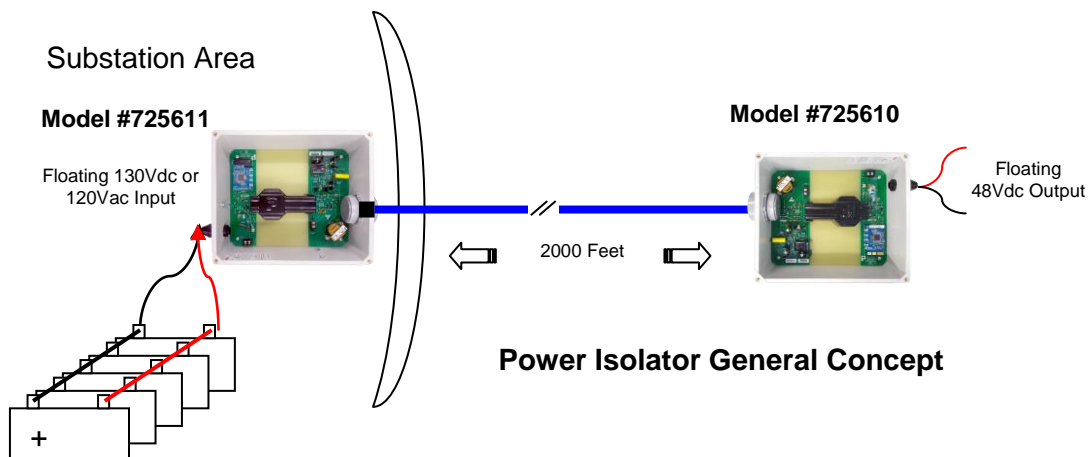 Substation Area
Model #725611
Floating 130Vdc or
120Vac Input
Model #725610
Floating
48Vdc Output
2000 Feet
Power Isolator General Concept
+